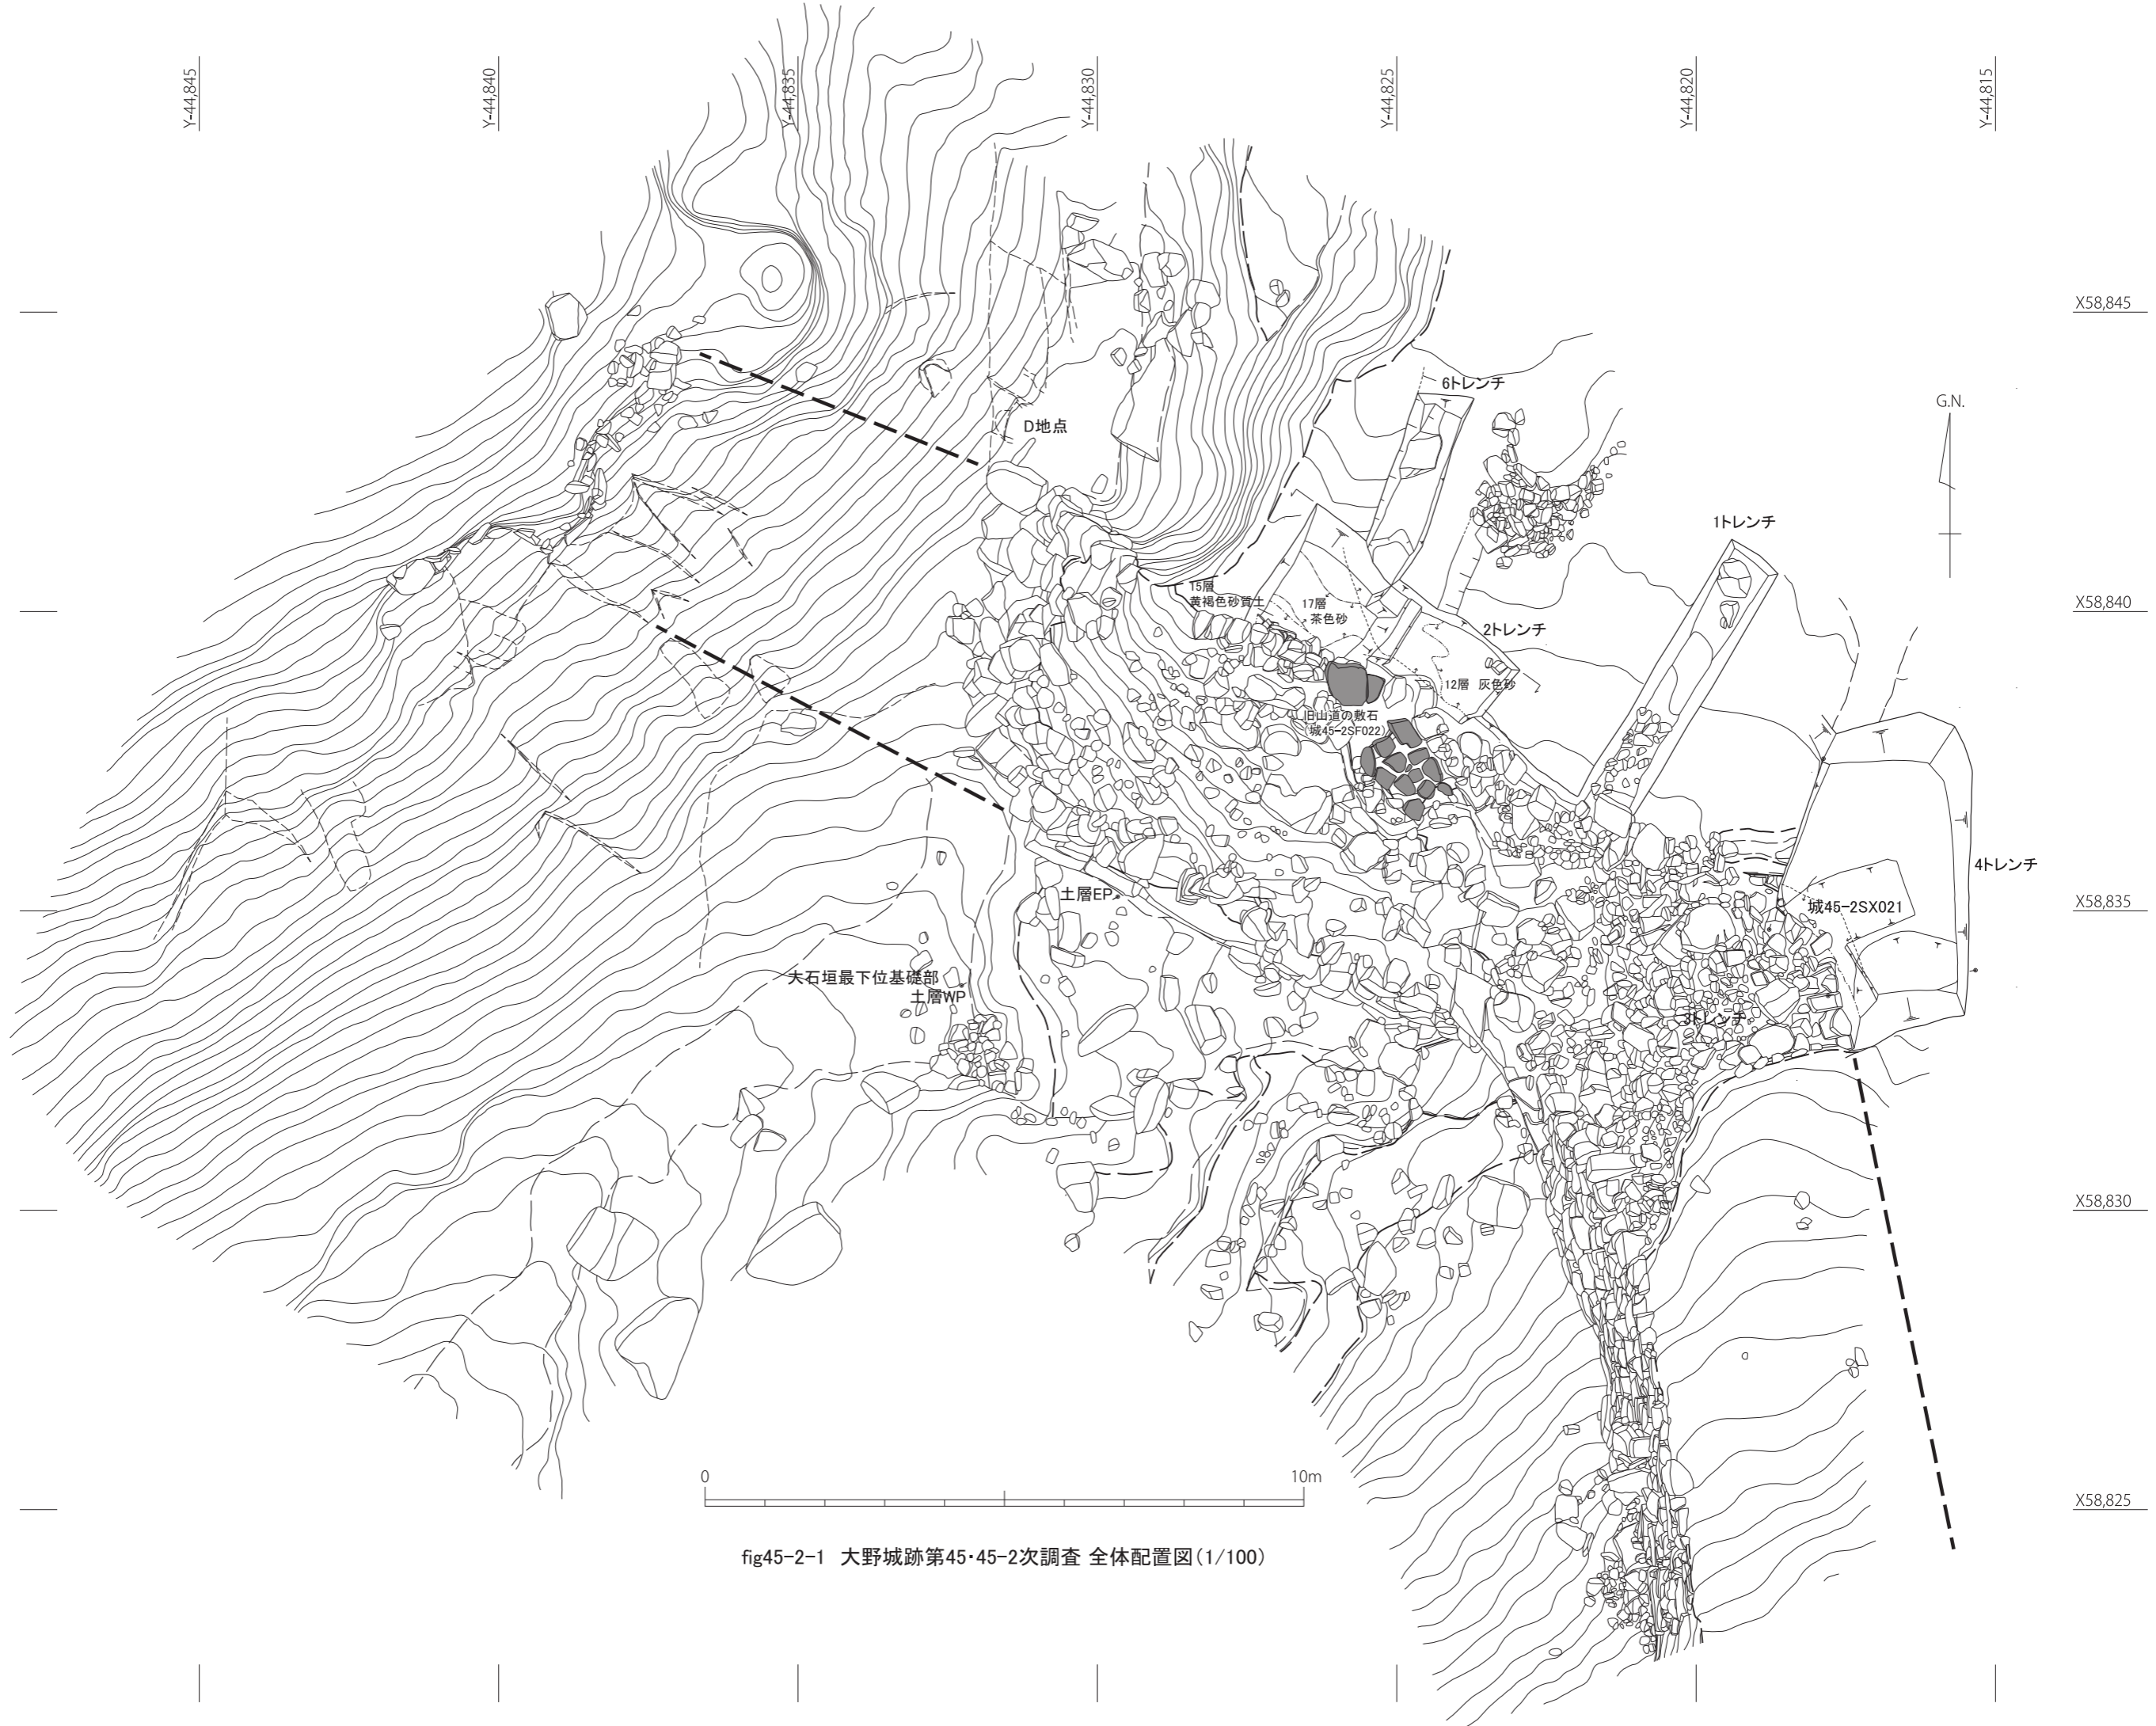 Y-44,845
Y-44,840
Y-44,835
Y-44,830
Y-44,825
Y-44,820
Y-44,815
X58,845
6トレンチ
G.N.
D地点
1トレンチ
15層
黄褐色砂質土
17層
茶色砂
X58,840
2トレンチ
12層 灰色砂
旧山道の敷石
(城45-2SF022)
4トレンチ
土層EP
城45-2SX021
X58,835
大石垣最下位基礎部
土層WP
3トレンチ
X58,830
0
10m
X58,825
fig45-2-1 大野城跡第45・45-2次調査 全体配置図(1/100)